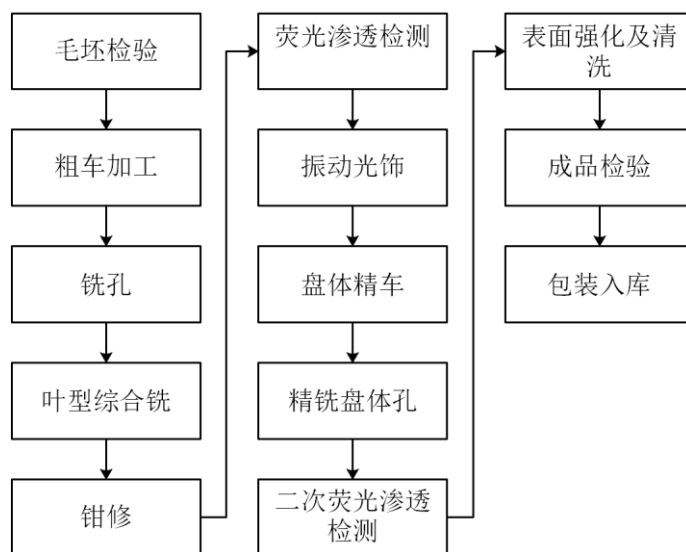 毛坯检验
粗车加工
铣孔
叶型综合铣
钳修
荧光渗透检测
振动光饰
盘体精车
精铣盘体孔
二次荧光渗透
检测
表面强化及清
洗
成品检验
包装入库